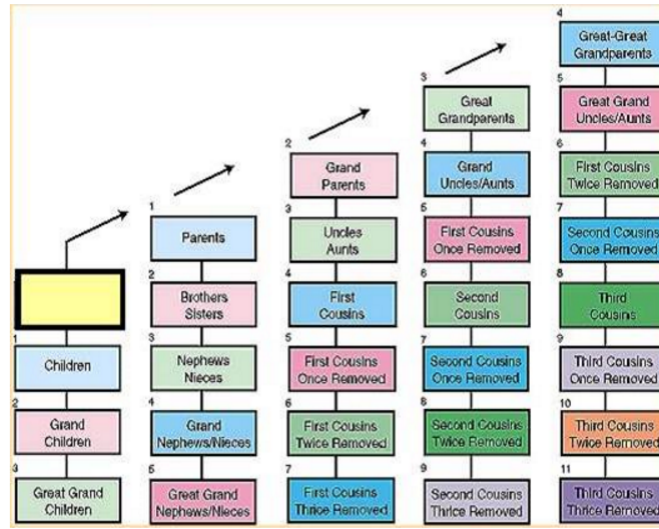 4
Great-Great
Grandparents
3
Great
Grandparents
5
Great Grand
Uncles/Aunts
2
Grand
Parents
4
Grand
Uncles/Aunts
6
First Cousins
Twice Removed
1
Parents
3
Uncles
Aunts
5
First Cousins
Once Removed
7
Second Cousins
Once Removed
2
Brothers
Sisters
4
First
Cousins
6
Second
Cousins
8
Third
Cousins
1
Children
3
Nephews
Nieces
5
First Cousins
Once Removed
7
Second Cousins
Once Removed
9
Third Cousins
Once Removed
2
Grand
Children
4
Grand
Nephews/Nieces
6
First Cousins
Twice Removed
8
Second Cousins
Twice Removed
10
Third Cousins
Twice Removed
3
Great Grand
Children
5
Great Grand
Nephews/Nieces
7
First Cousins
Thrice Removed
9
Second Cousins
Thrice Removed
11
Third Cousins
Thrice Removed